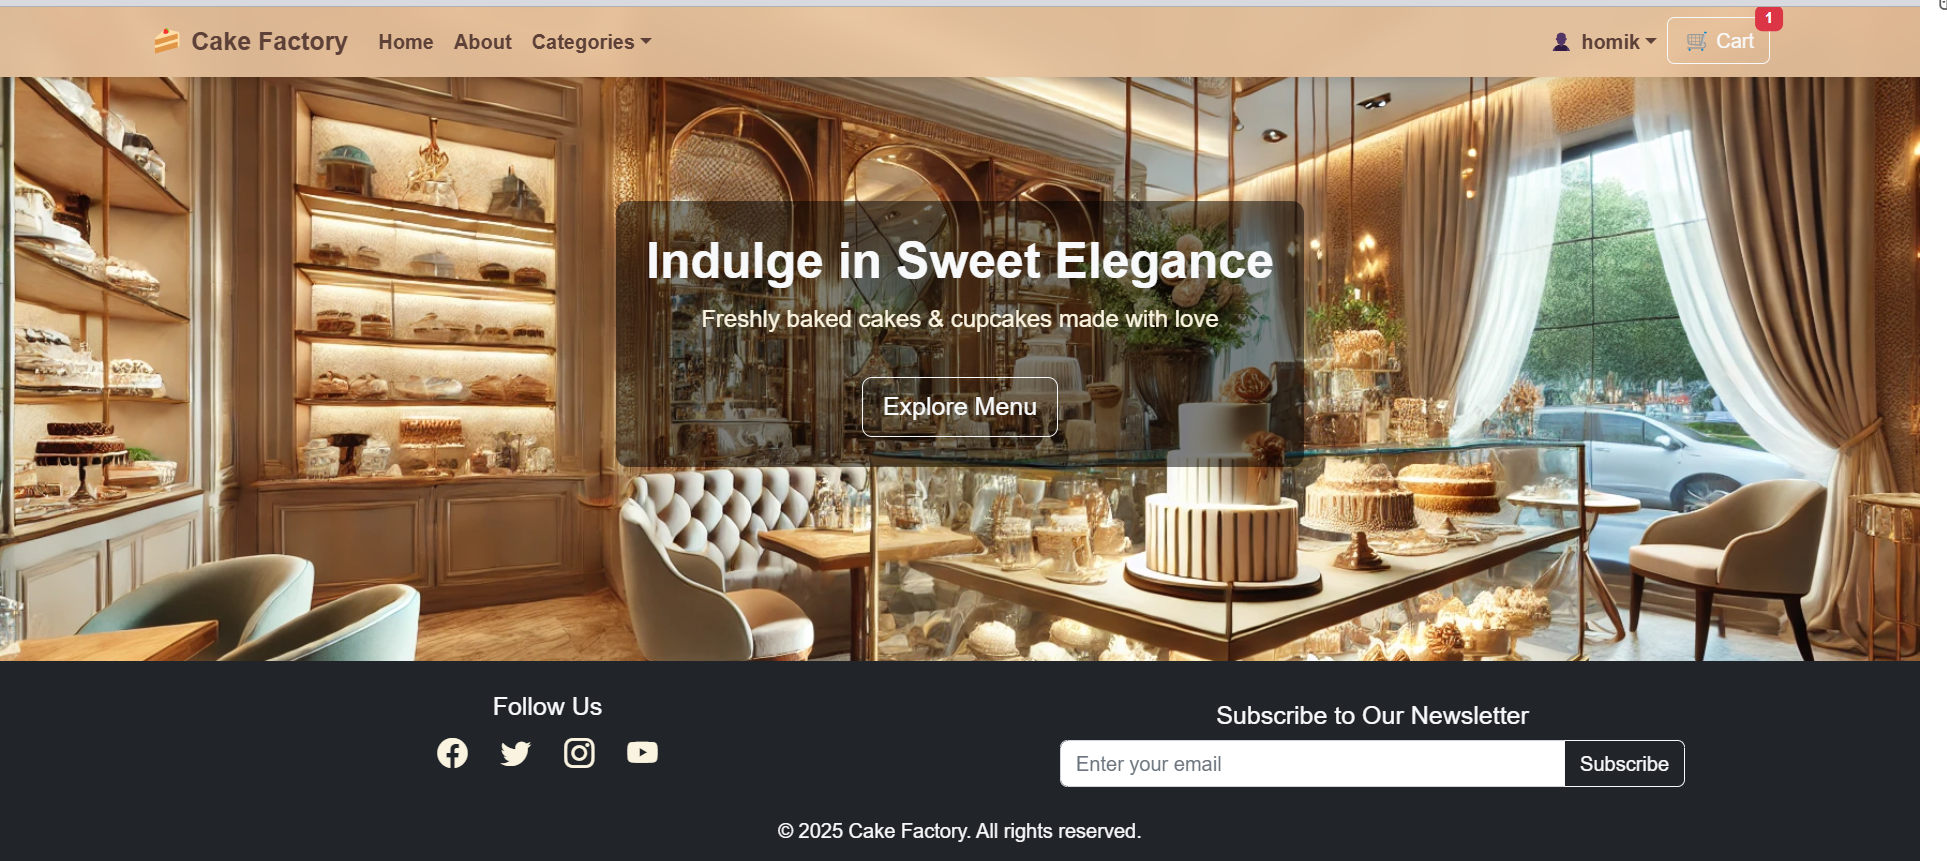 Cake Factory Home About Categories homik Cart 1
Indulge in Sweet Elegance
Freshly baked cakes & cupcakes made with love
Explore Menu
Follow Us
Subscribe to Our Newsletter
Enter your email Subscribe
© 2025 Cake Factory. All rights reserved.